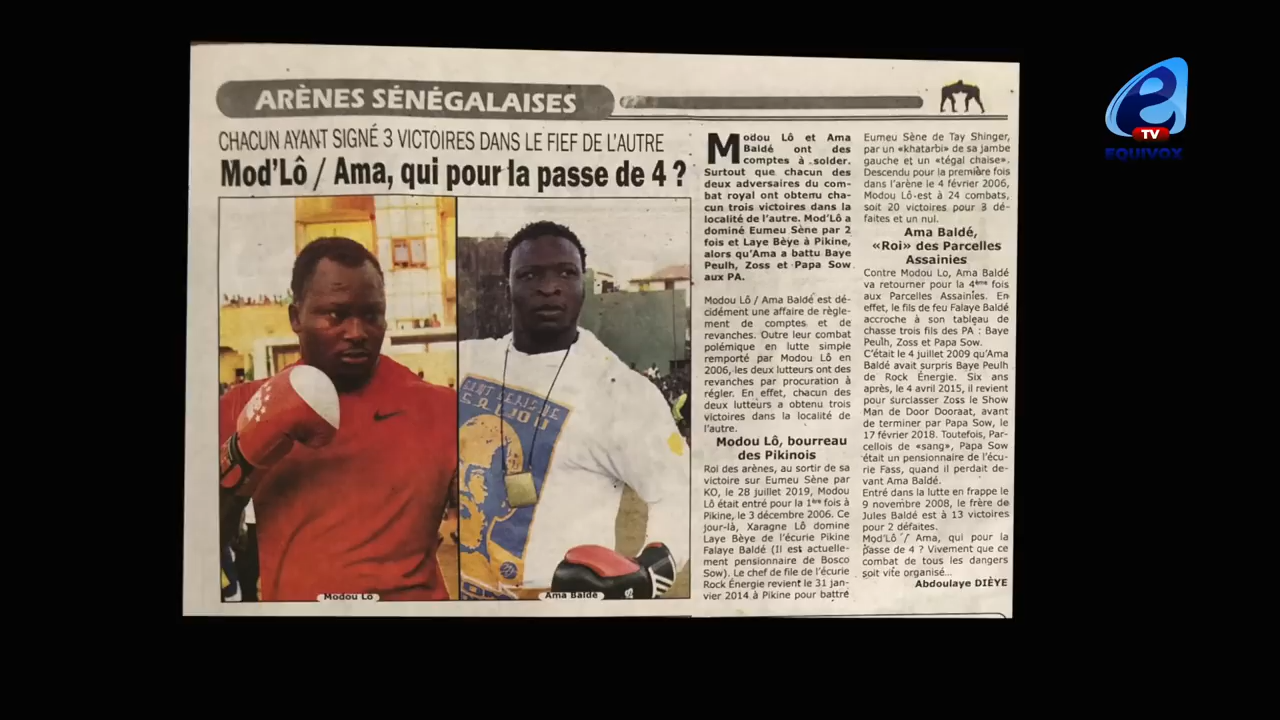 ARÈNES SÉNÉGALAISES
CHACUN AYANT SIGNÉ 3 VICTOIRES DANS LE FIEF DE L'AUTRE
Mod'Lô / Ama, qui pour la passe de 4 ?
Modou Lô
Ama Baldé
Modou Lô et Ama
Baldé ont des
comptes à solder.
Surtout que chacun des
deux adversaires du com-
bat royal ont obtenu cha-
cun trois victoires dans la
localité de l'autre. Mod'Lô a
dominé Eumeu Sène par 2
fois et Laye Bèye à Pikine,
alors qu'Ama a battu Baye
Peulh, Zoss et Papa Sow
aux PA.
Modou Lô / Ama Baldé est dé-
cidément une affaire de règle-
ment de comptes et de
revanches. Outre leur combat
polémique en lutte simple
remporté par Modou Lô en
2006, les deux lutteurs ont des
revanches par procuration à
régler. En effet, chacun des
deux lutteurs a obtenu trois
victoires dans la localité de
l'autre.
Modou Lô, bourreau
des Pikinois
Roi des arènes, au sortir de sa
victoire sur Eumeu Sène par
KO, le 28 juillet 2019, Modou
Lô était entré pour la 1ère fois à
Pikine, le 3 décembre 2006. Ce
jour-là, Xaragne Lô domine
Laye Bèye de l'écurie Pikine
Falaye Baldé (Il est actuelle-
ment pensionnaire de Bosco
Sow). Le chef de file de l'écurie
Rock Énergie revient le 31 jan-
vier 2014 à Pikine pour battre
Eumeu Sène de Tay Shinger,
par un «khatarbi» de sa jambe
gauche et un «tégal chaise».
Descendu pour la première fois
dans l'arène le 4 février 2006,
Modou Lô-est à 24 combats,
soit 20 victoires pour 3 dé-
faites et un nul.
Ama Baldé,
«Roi» des Parcelles
Assainies
Contre Modou Lo, Ama Baldé
va retourner pour la 4ème fois
aux Parcelles Assainies. En
effet, le fils de feu Falaye Baldé
accroche à son tableau de
chasse trois fils des PA : Baye
Peulh, Zoss et Papa Sow.
C'était le 4 juillet 2009 qu'Ama
Baldé avait surpris Baye Peulh
de Rock Énergie. Six ans
après, le 4 avril 2015, il revient
pour surclasser Zoss le Show
Man de Door Dooraat, avant
de terminer par Papa Sow, le
17 février 2018. Toutefois, Par-
cellois de «sang», Papa Sow
était un pensionnaire de l'écu-
rie Fass, quand il perdait de-
vant Ama Baldé.
Entré dans la lutte en frappe le
9 novembre 2008, le frère de
Jules Baldé est à 13 victoires
pour 2 défaites.
Mod'Lô / Ama, qui pour la
passe de 4 ? Vivement que ce
combat de tous les dangers
soit vite organisé...
Abdoulaye DIÈYE
e
TV
EQUIVOX